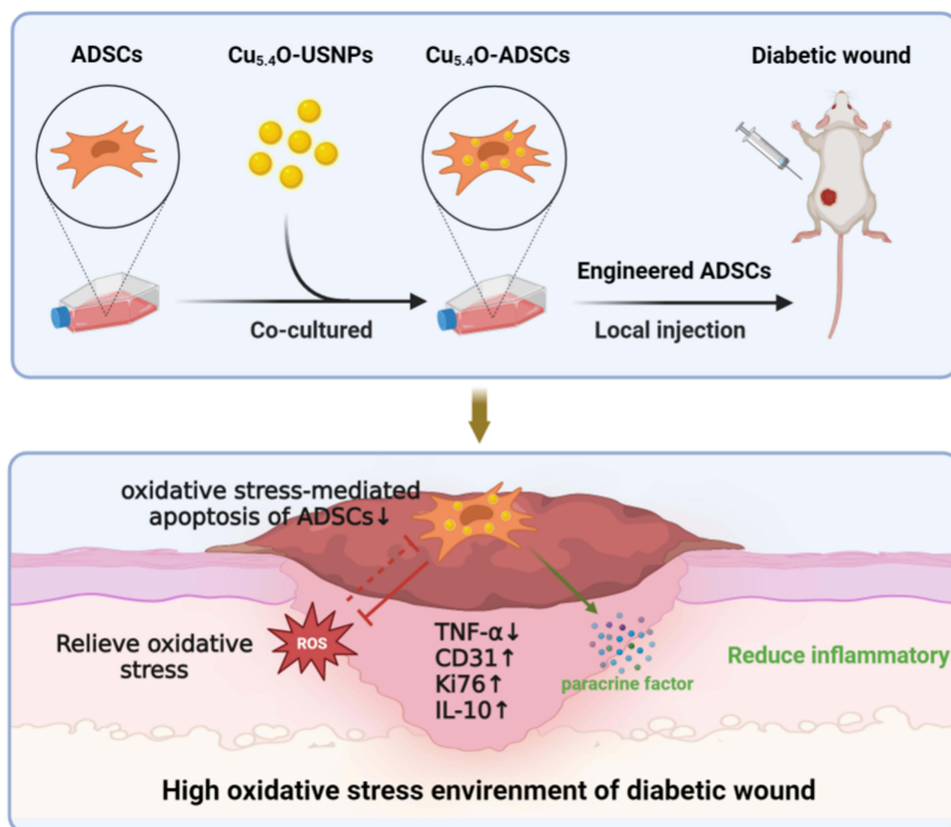 ADSCs
Cu₅.₄O-USNPs
Cu₅.₄O-ADSCs
Diabetic wound
Co-cultured
Engineered ADSCs
Local injection
oxidative stress-mediated
apoptosis of ADSCs↓
Relieve oxidative
stress
ROS
TNF-α↓
CD31↑
Ki76↑
IL-10↑
paracrine factor
Reduce inflammatory
High oxidative stress envirenment of diabetic wound